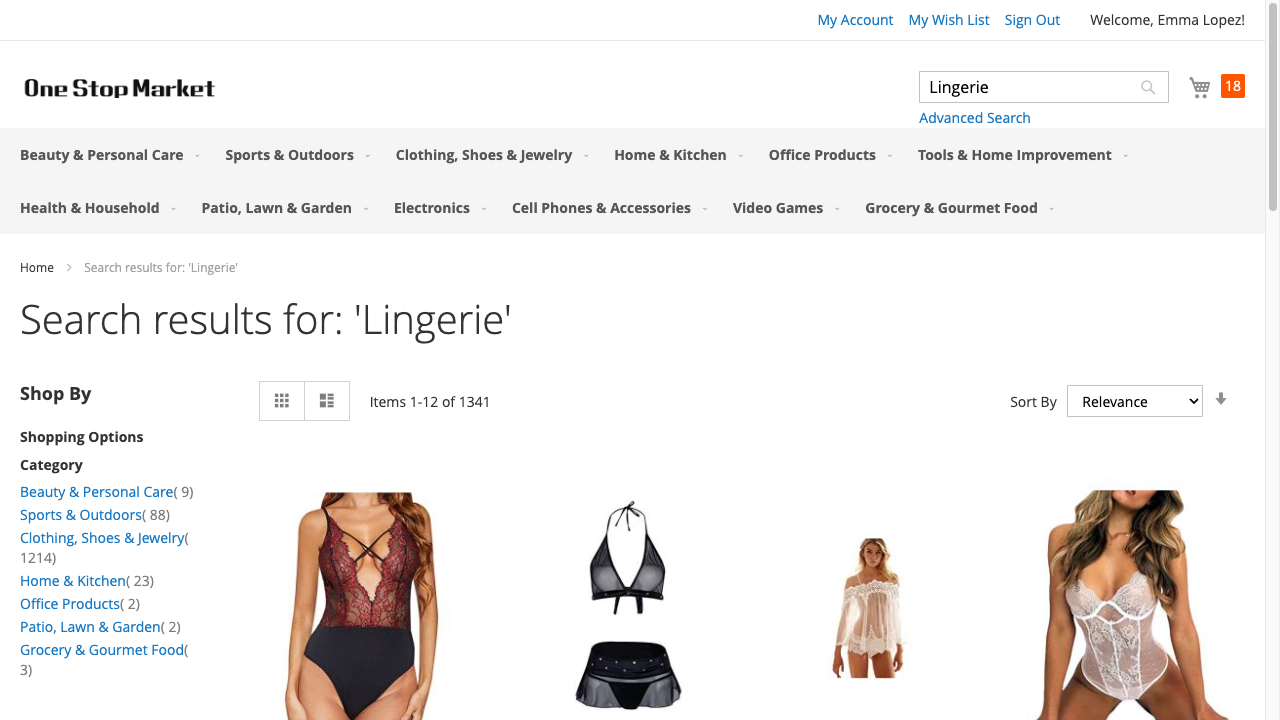 My Account My Wish List Sign Out Welcome, Emma Lopez!
One Stop Market
Lingerie
18
Advanced Search
Beauty & Personal Care Sports & Outdoors Clothing, Shoes & Jewelry Home & Kitchen Office Products Tools & Home Improvement
Health & Household Patio, Lawn & Garden Electronics Cell Phones & Accessories Video Games Grocery & Gourmet Food
Home Search results for: 'Lingerie'
Search results for: 'Lingerie'
Shop By
Items 1-12 of 1341
Sort By Relevance
Shopping Options
Category
Beauty & Personal Care( 9)
Sports & Outdoors( 88)
Clothing, Shoes & Jewelry(
1214)
Home & Kitchen( 23)
Office Products( 2)
Patio, Lawn & Garden( 2)
Grocery & Gourmet Food(
3)